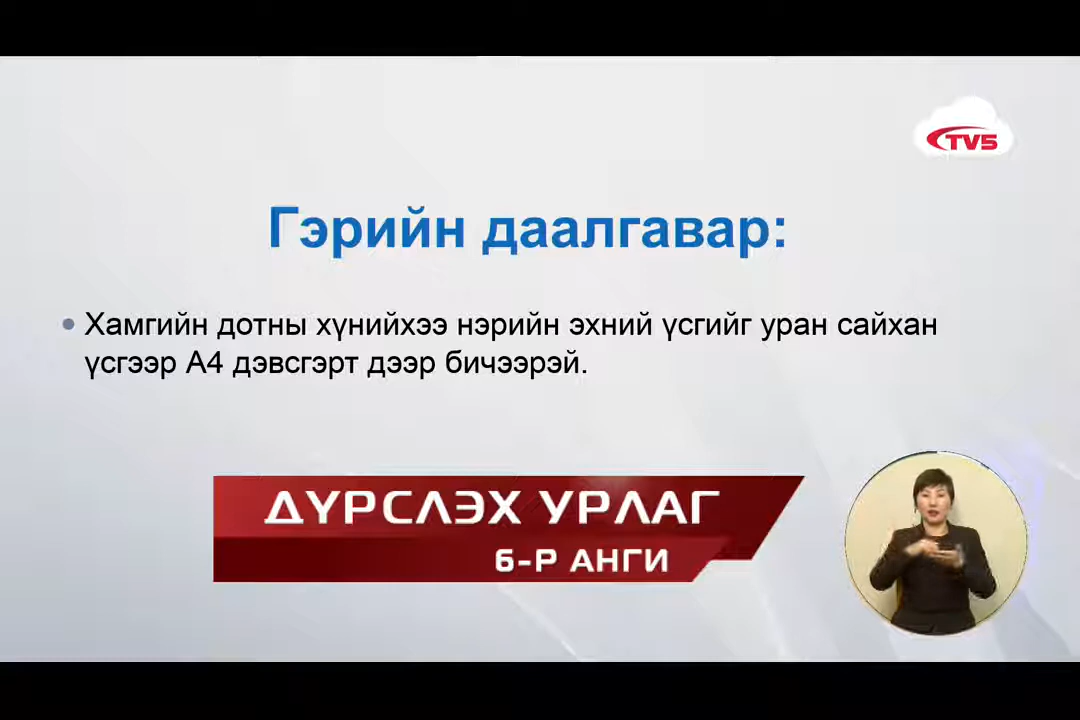 TV5
Гэрийн даалгавар:
• Хамгийн дотны хүнийхээ нэрийн эхний үсгийг уран сайхан
үсгээр А4 дэвсгэрт дээр бичээрэй.
ДҮРСЛЭХ УРЛАГ
6-Р АНГИ